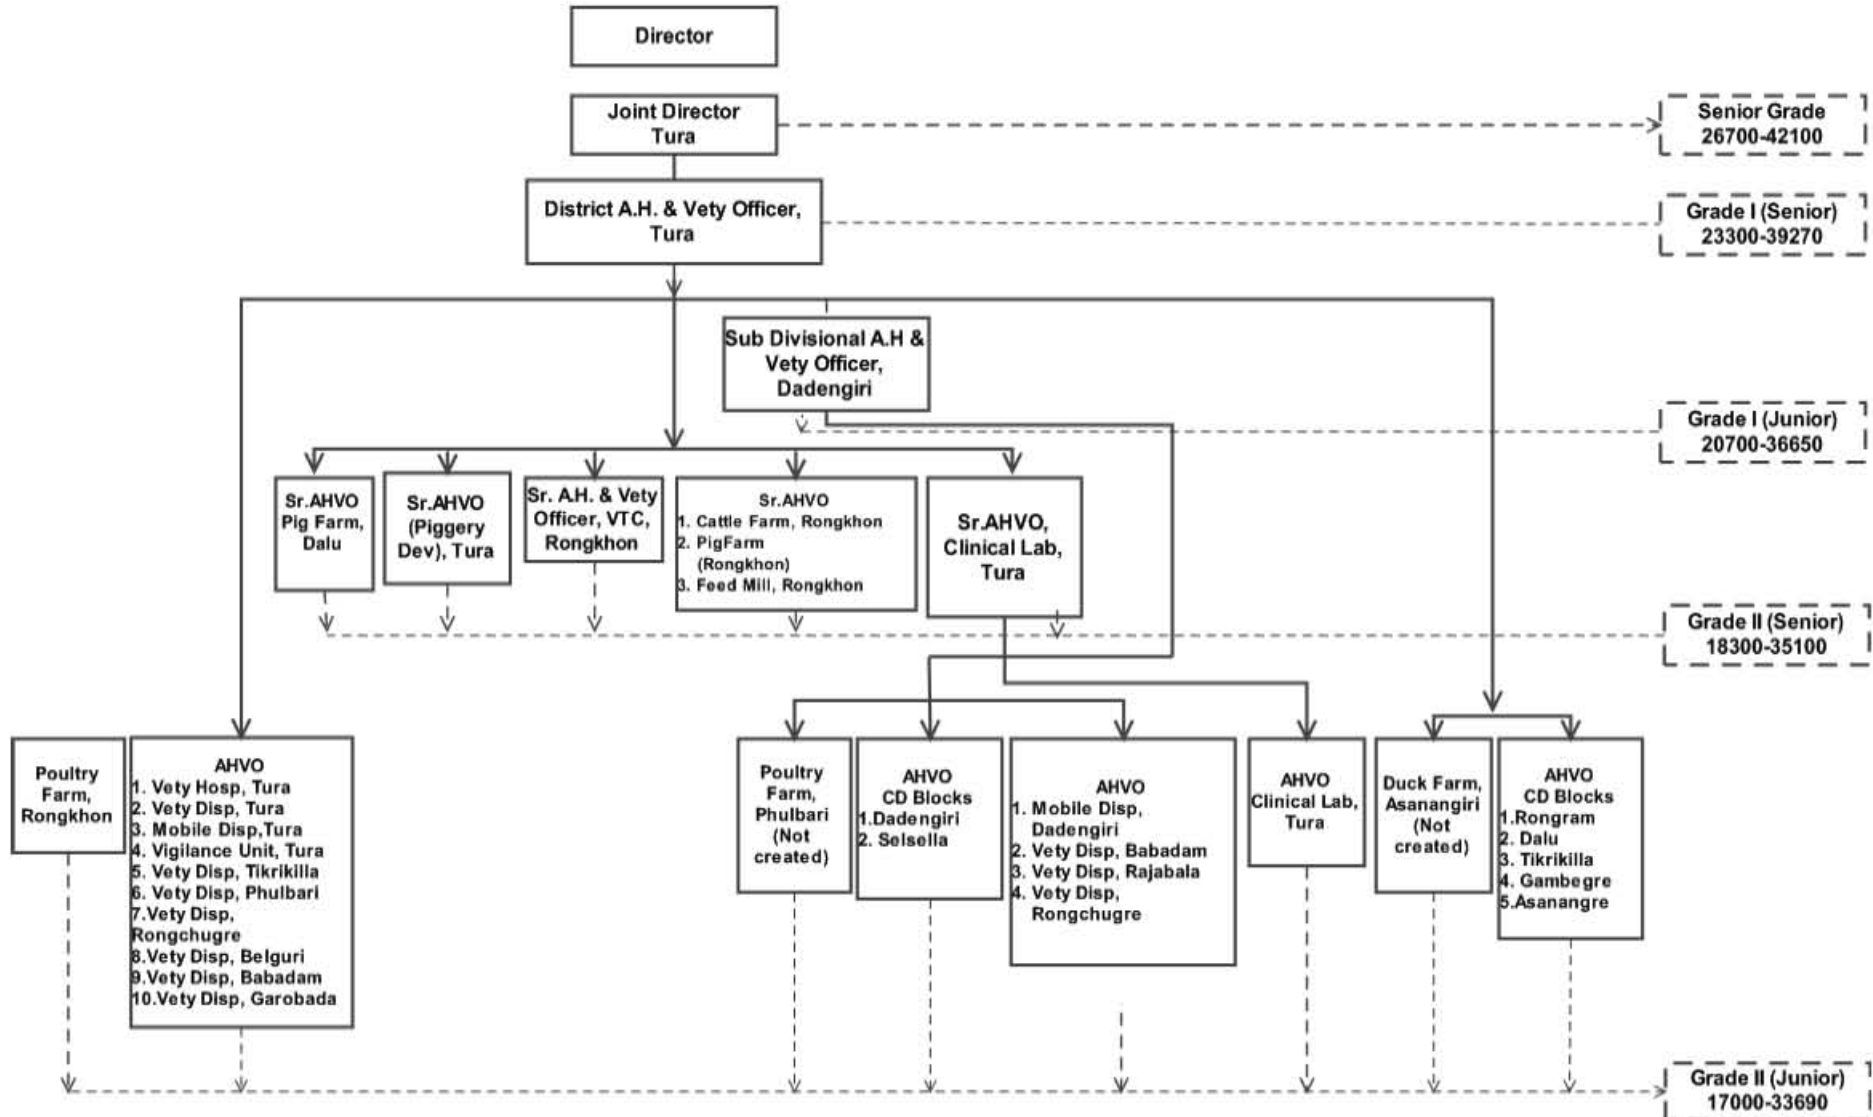 Director
Joint Director
Tura
Senior Grade
26700-42100
District A.H. & Vety Officer,
Tura
Grade I (Senior)
23300-39270
Sub Divisional A.H &
Vety Officer,
Dadengiri
Grade I (Junior)
20700-36650
Sr.AHVO
Pig Farm,
Dalu
Sr.AHVO
(Piggery
Dev), Tura
Sr. A.H. & Vety
Officer, VTC,
Rongkhon
Sr.AHVO
1. Cattle Farm, Rongkhon
2. PigFarm
(Rongkhon)
3. Feed Mill, Rongkhon
Sr.AHVO,
Clinical Lab,
Tura
Grade II (Senior)
18300-35100
Poultry
Farm,
Rongkhon
AHVO
1. Vety Hosp, Tura
2. Vety Disp, Tura
3. Mobile Disp,Tura
4. Vigilance Unit, Tura
5. Vety Disp, Tikrikilla
6. Vety Disp, Phulbari
7.Vety Disp,
Rongchugre
8.Vety Disp, Belguri
9.Vety Disp, Babadam
10.Vety Disp, Garobada
Poultry
Farm,
Phulbari
(Not
created)
AHVO
CD Blocks
1.Dadengiri
2. Selsella
AHVO
1. Mobile Disp,
Dadengiri
2. Vety Disp, Babadam
3. Vety Disp, Rajabala
4. Vety Disp,
Rongchugre
AHVO
Clinical Lab,
Tura
Duck Farm,
Asanangiri
(Not
created)
AHVO
CD Blocks
1.Rongram
2. Dalu
3. Tikrikilla
4. Gambegre
5.Asanangre
Grade II (Junior)
17000-33690